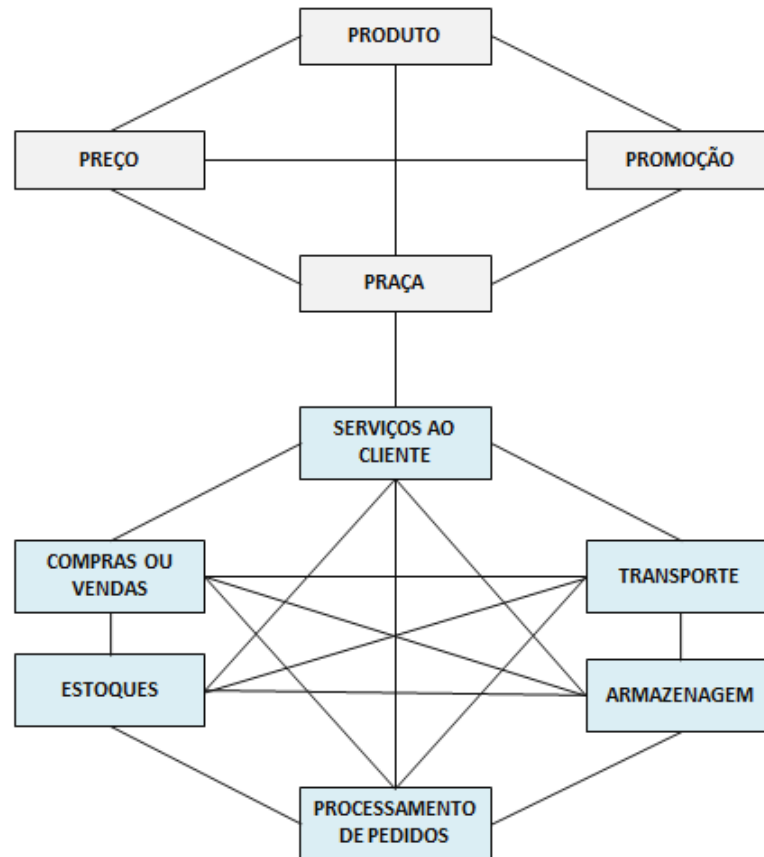 PRODUTO
PREÇO
PROMOÇÃO
PRAÇA
SERVIÇOS AO
CLIENTE
COMPRAS OU
VENDAS
TRANSPORTE
ESTOQUES
ARMAZENAGEM
PROCESSAMENTO
DE PEDIDOS